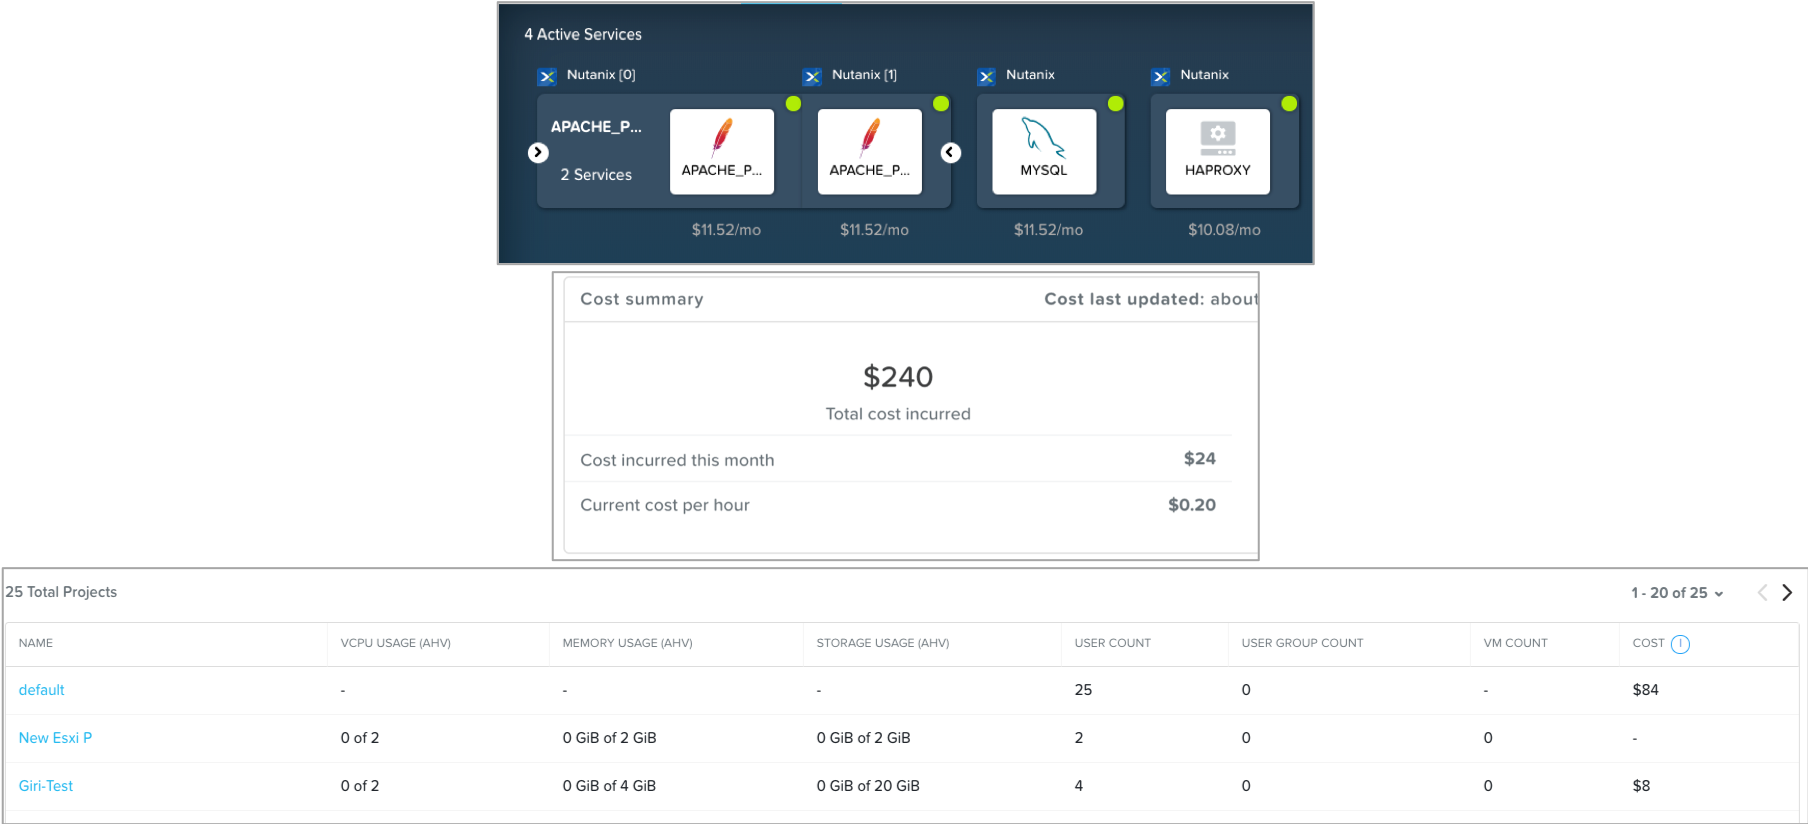 4 Active Services
Nutanix [0] Nutanix [1] Nutanix Nutanix
APACHE_P...
2 Services
APACHE_P... APACHE_P... MYSQL HAPROXY
$11.52/mo $11.52/mo $11.52/mo $10.08/mo
Cost summary Cost last updated: about
$240
Total cost incurred
Cost incurred this month $24
Current cost per hour $0.20
25 Total Projects 1 - 20 of 25
NAME VCPU USAGE (AHV) MEMORY USAGE (AHV) STORAGE USAGE (AHV) USER COUNT USER GROUP COUNT VM COUNT COST
default - - - 25 0 - $84
New Esxi P 0 of 2 0 GiB of 2 GiB 0 GiB of 2 GiB 2 0 0 -
Giri-Test 0 of 2 0 GiB of 4 GiB 0 GiB of 20 GiB 4 0 0 $8